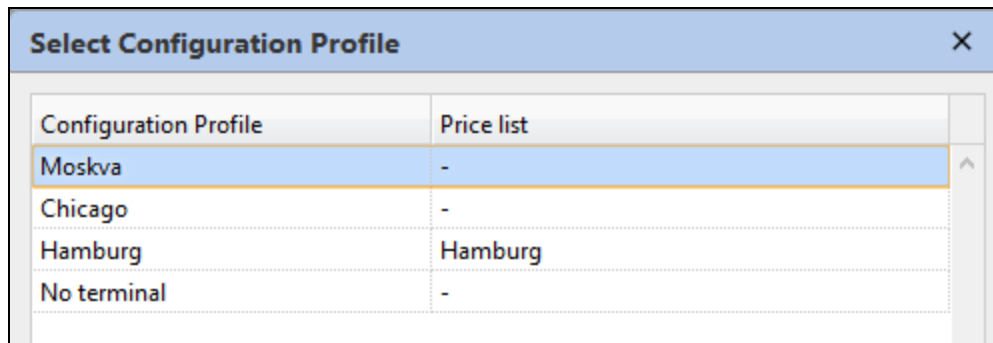 Select Configuration Profile
Configuration Profile Price list
Moskva -
Chicago -
Hamburg Hamburg
No terminal -